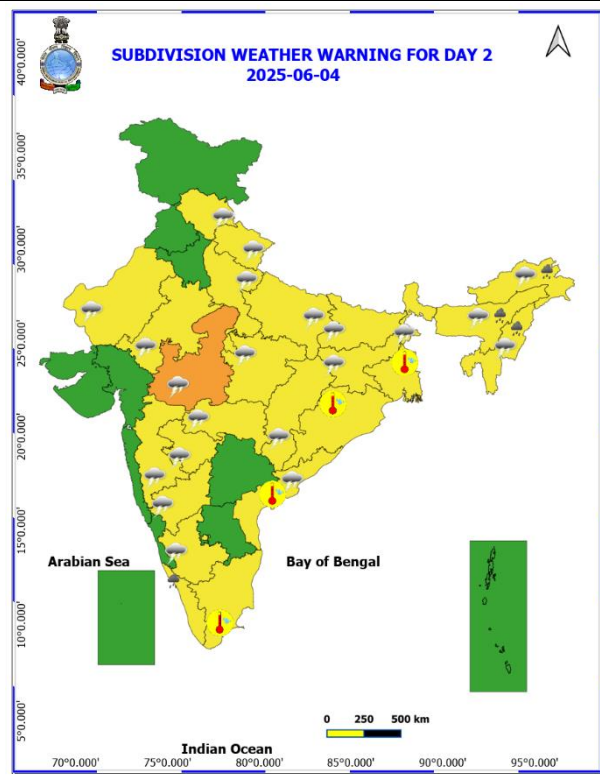 SUBDIVISION WEATHER WARNING FOR DAY 2
2025-06-04
40°0.000'
35°0.000'
30°0.000'
25°0.000'
20°0.000'
15°0.000'
10°0.000'
5°0.000'
Arabian Sea
Bay of Bengal
Indian Ocean
0 250 500 km
70°0.000' 75°0.000' 80°0.000' 85°0.000' 90°0.000' 95°0.000'